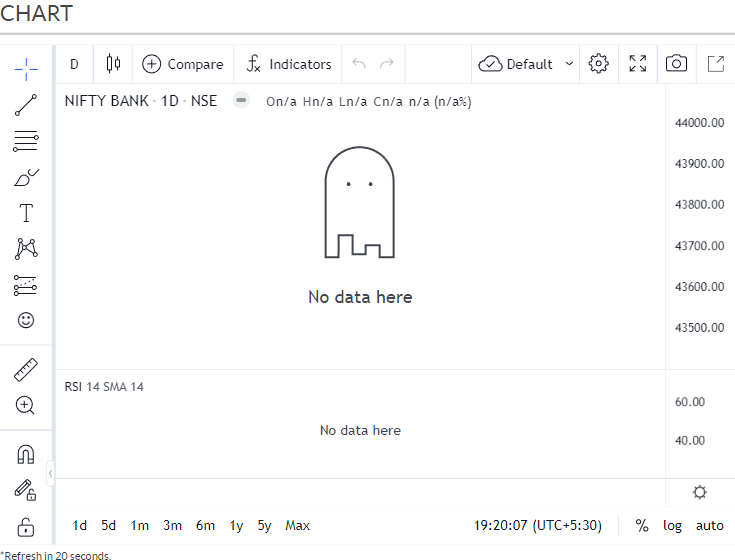 CHART
D Compare Indicators Default
NIFTY BANK · 1D · NSE On/a Hn/a Ln/a Cn/a n/a (n/a%)
44000.00
43900.00
43800.00
43700.00
43600.00
43500.00
No data here
RSI 14 SMA 14
60.00
No data here
40.00
1d 5d 1m 3m 6m 1y 5y Max 19:20:07 (UTC+5:30) % log auto
*Refresh in 20 seconds.